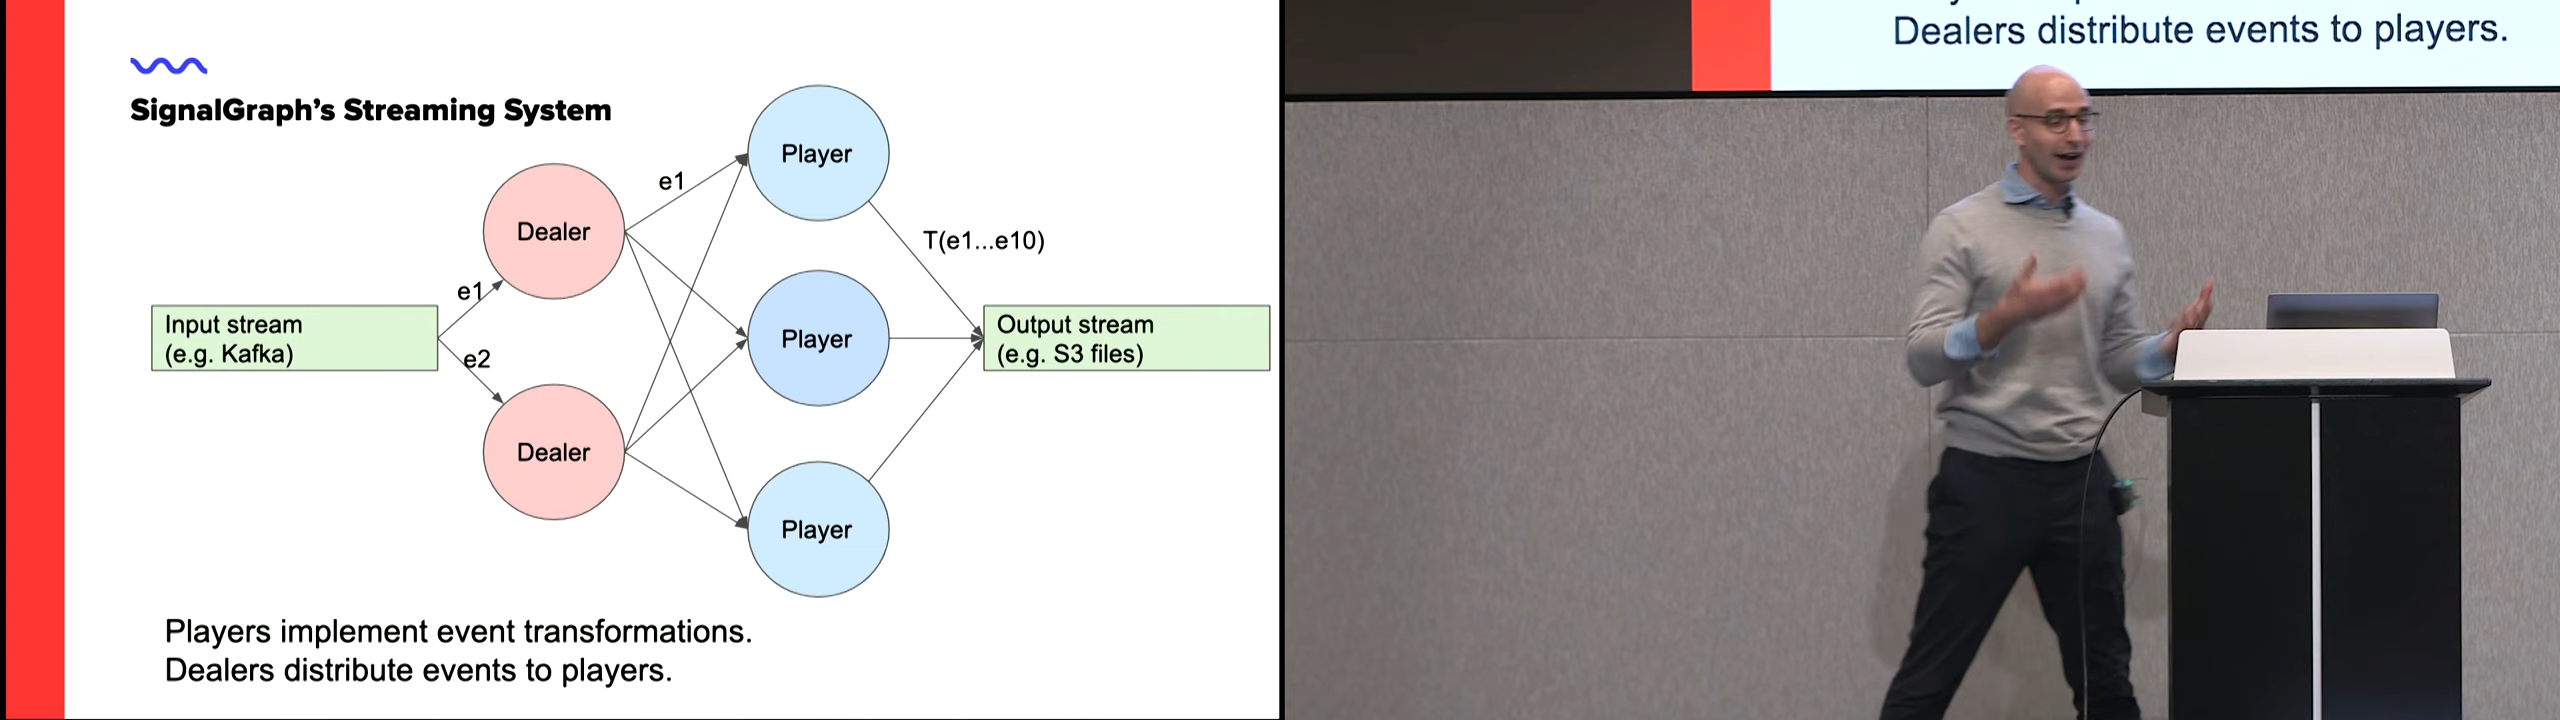 SignalGraph's Streaming System
Player
e1
Dealer
T(e1...e10)
e1
Input stream
(e.g. Kafka)
Player
Output stream
(e.g. S3 files)
e2
Dealer
Player
Players implement event transformations.
Dealers distribute events to players.
Dealers distribute events to players.